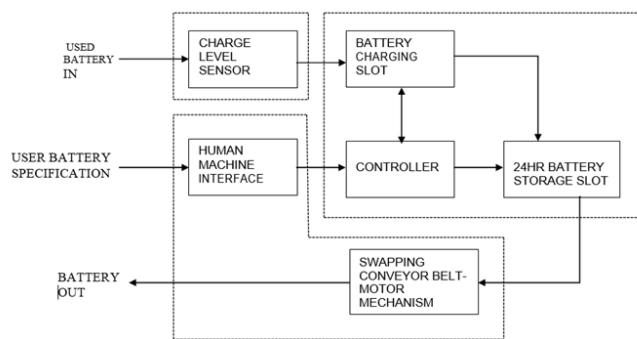 USED
BATTERY
IN
CHARGE
LEVEL
SENSOR
BATTERY
CHARGING
SLOT
USER BATTERY
SPECIFICATION
HUMAN
MACHINE
INTERFACE
CONTROLLER
24HR BATTERY
STORAGE SLOT
BATTERY
OUT
SWAPPING
CONVEYOR BELT-
MOTOR
MECHANISM